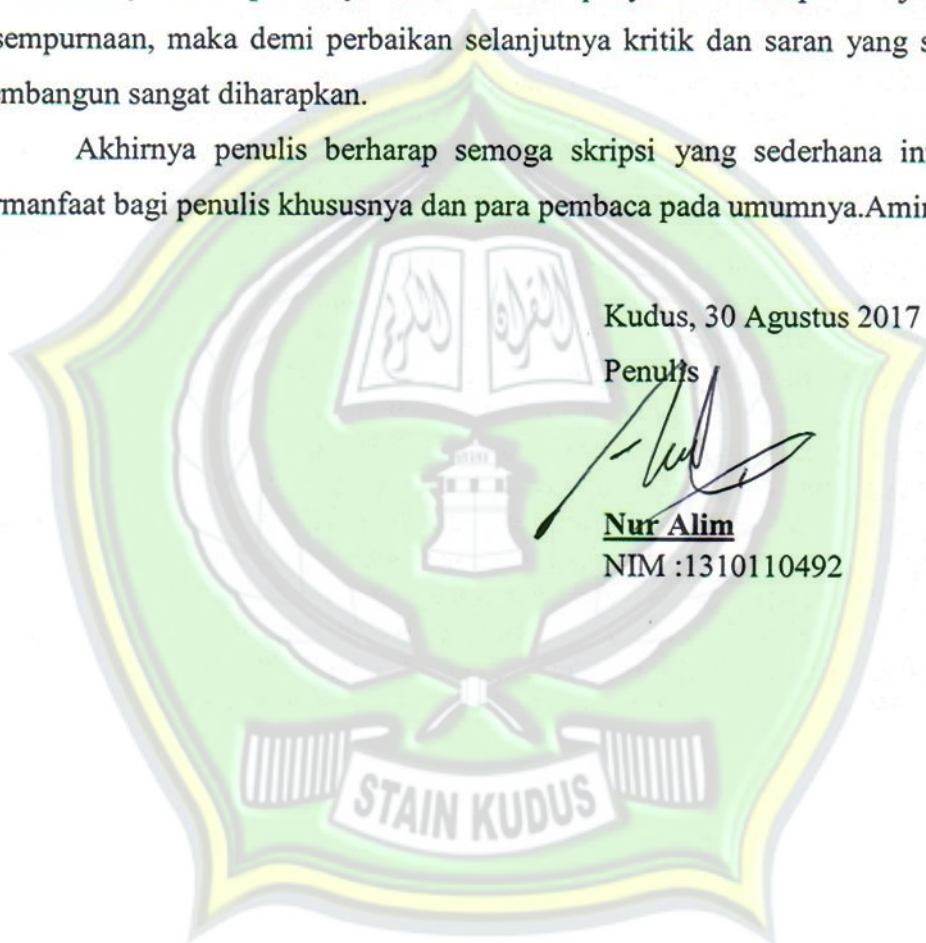 sempurnaan, maka demi perbaikan selanjutnya kritik dan saran yang s
mbangun sangat diharapkan.
Akhirnya penulis berharap semoga skripsi yang sederhana in
rmanfaat bagi penulis khususnya dan para pembaca pada umumnya.Amin
Kudus, 30 Agustus 2017
Penulis
Nur Alim
NIM :1310110492
STAIN KUDUS